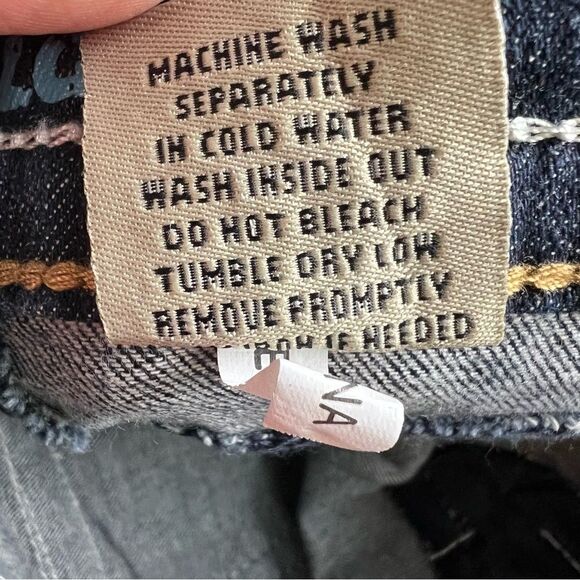 MACHINE WASH
SEPARATELY
IN COLD WATER
WASH INSIDE OUT
DO NOT BLEACH
TUMBLE DRY LOW
REMOVE PROMPTLY
IF NEEDED
NA